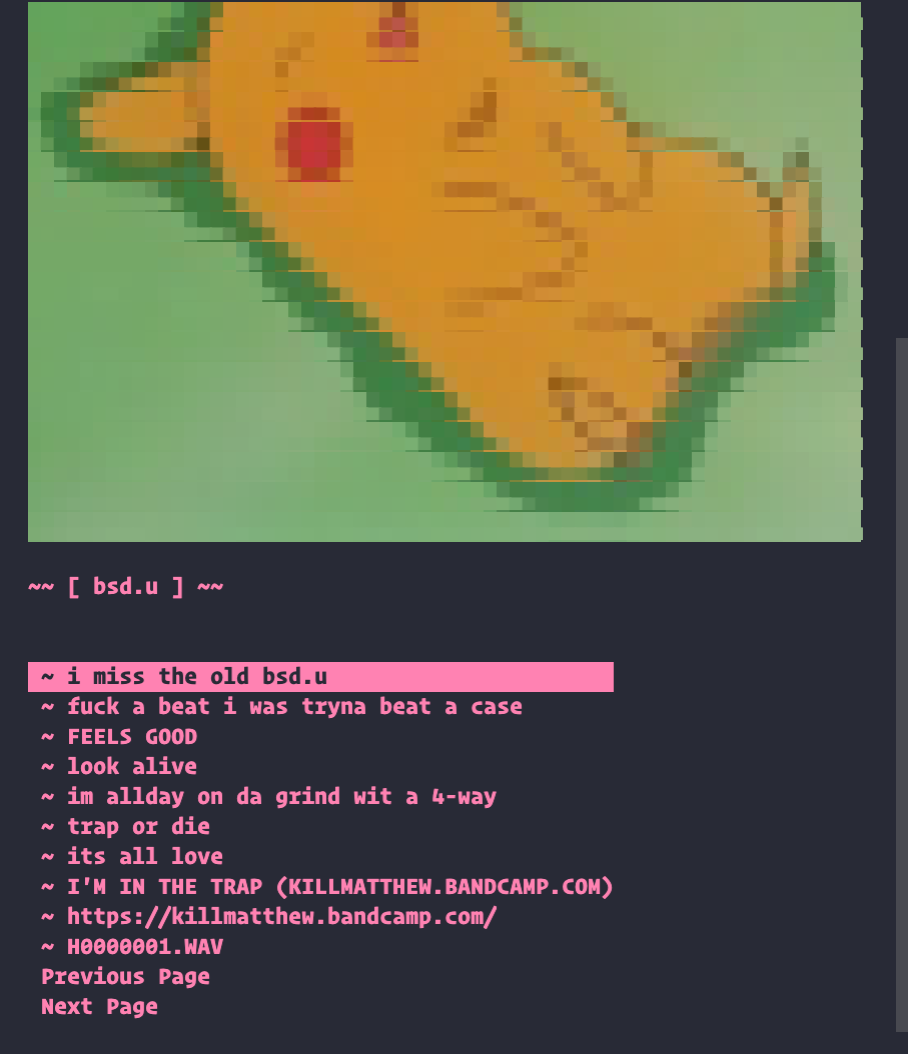 ~~ [ bsd.u ] ~~
~ i miss the old bsd.u
~ fuck a beat i was tryna beat a case
~ FEELS GOOD
~ look alive
~ im allday on da grind wit a 4-way
~ trap or die
~ its all love
~ I'M IN THE TRAP (KILLMATTHEW.BANDCAMP.COM)
~ https://killmatthew.bandcamp.com/
~ H0000001.WAV
Previous Page
Next Page